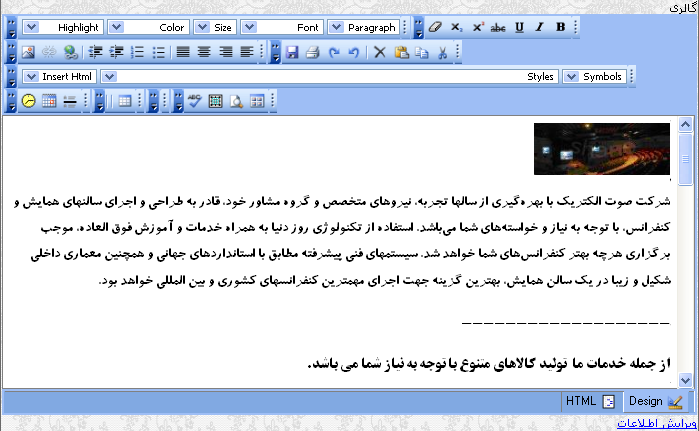 گالری
Highlight Color Size Font Paragraph abc U I B
Insert Html Styles Symbols
ABC
شرکت صوت الکتریک با بهره‌گیری از سالها تجربه، نیروهای متخصص و گروه مشاور خود، قادر به طراحی و اجرای سالنهای همایش و
کنفرانس، با توجه به نیاز و خواسته‌های شما می‌باشد. استفاده از تکنولوژی روز دنیا به همراه خدمات و آموزش فوق العاده، موجب
برگزاری هرچه بهتر کنفرانس‌های شما خواهد شد. سیستمهای فنی پیشرفته مطابق با استانداردهای جهانی و همچنین معماری داخلی
شکیل و زیبا در یک سالن همایش، بهترین گزینه جهت اجرای مهمترین کنفرانسهای کشوری و بین المللی خواهد بود.
___________________
از جمله خدمات ما تولید کالاهای متنوع با توجه به نیاز شما می باشد.
HTML Design
ویرایش اطلاعات